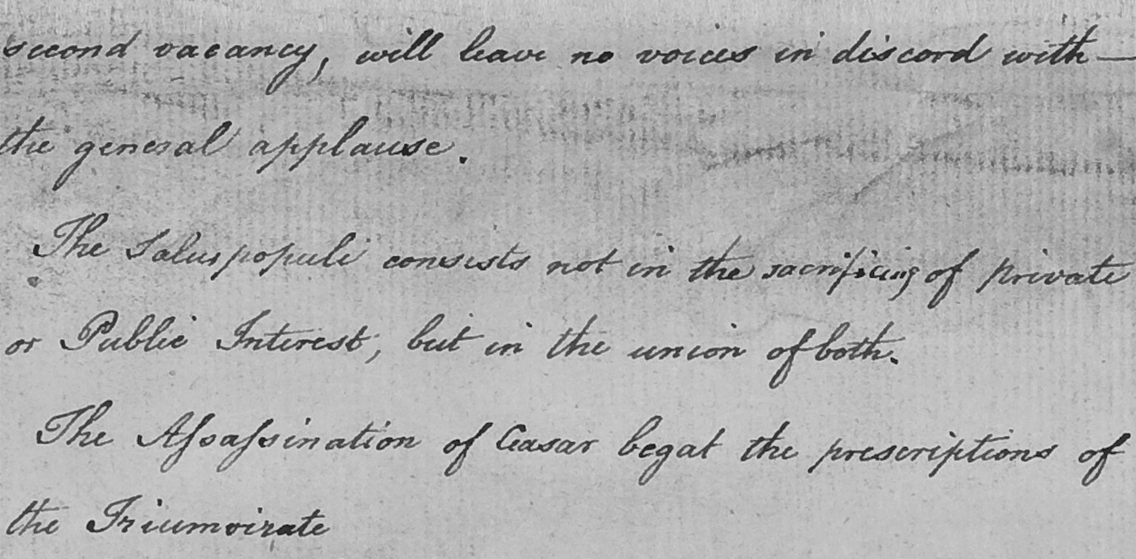 second vacancy, will leave no voices in discord with—
the general applause.
The Salus populi consists not in the sacrificing of private
or Public Interest, but in the union of both.
The Assassination of Ceasar begat the prescriptions of
the Triumvirate